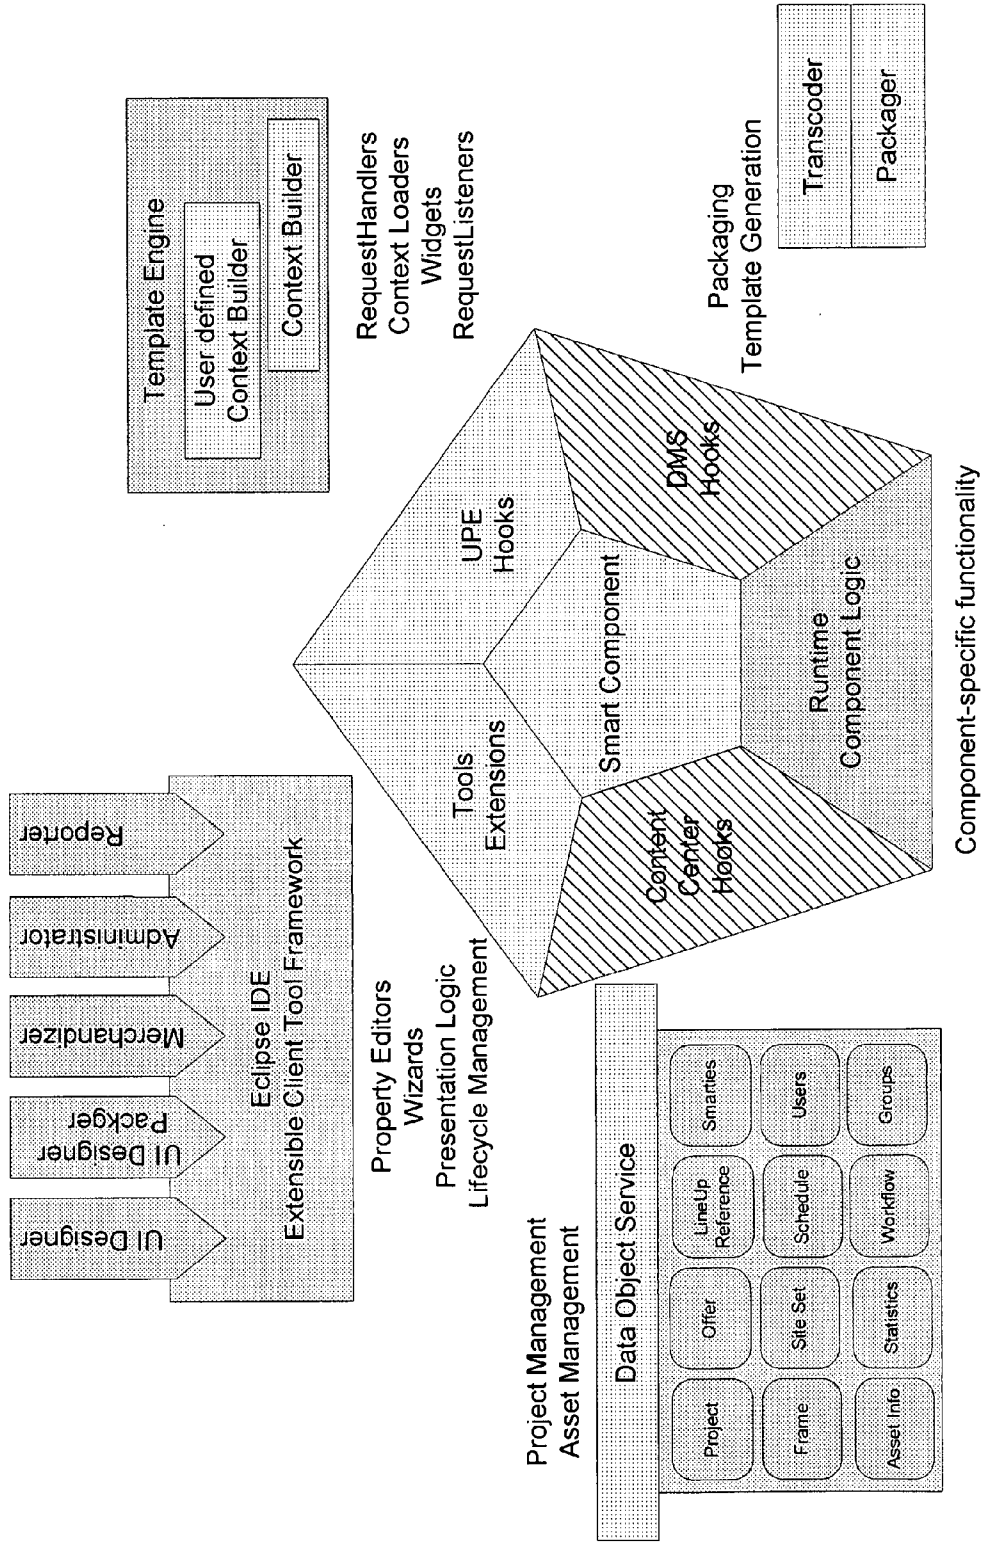 UI Designer
UI Designer
Packger
Merchandizer
Administrator
Reporter
Eclipse IDE
Extensible Client Tool Framework
Property Editors
Wizards
Presentation Logic
Lifecycle Management
Template Engine
User defined
Context Builder
Context Builder
RequestHandlers
Context Loaders
Widgets
RequestListeners
Project Management
Asset Management
Data Object Service
Project
Offer
LineUp
Reference
Smarties
Frame
Site Set
Schedule
Users
Asset Info
Statistics
Workflow
Groups
Tools
Extensions
UPE
Hooks
Smart Component
Content
Center
Hooks
DMS
Hooks
Runtime
Component Logic
Packaging
Template Generation
Transcoder
Packager
Component-specific functionality